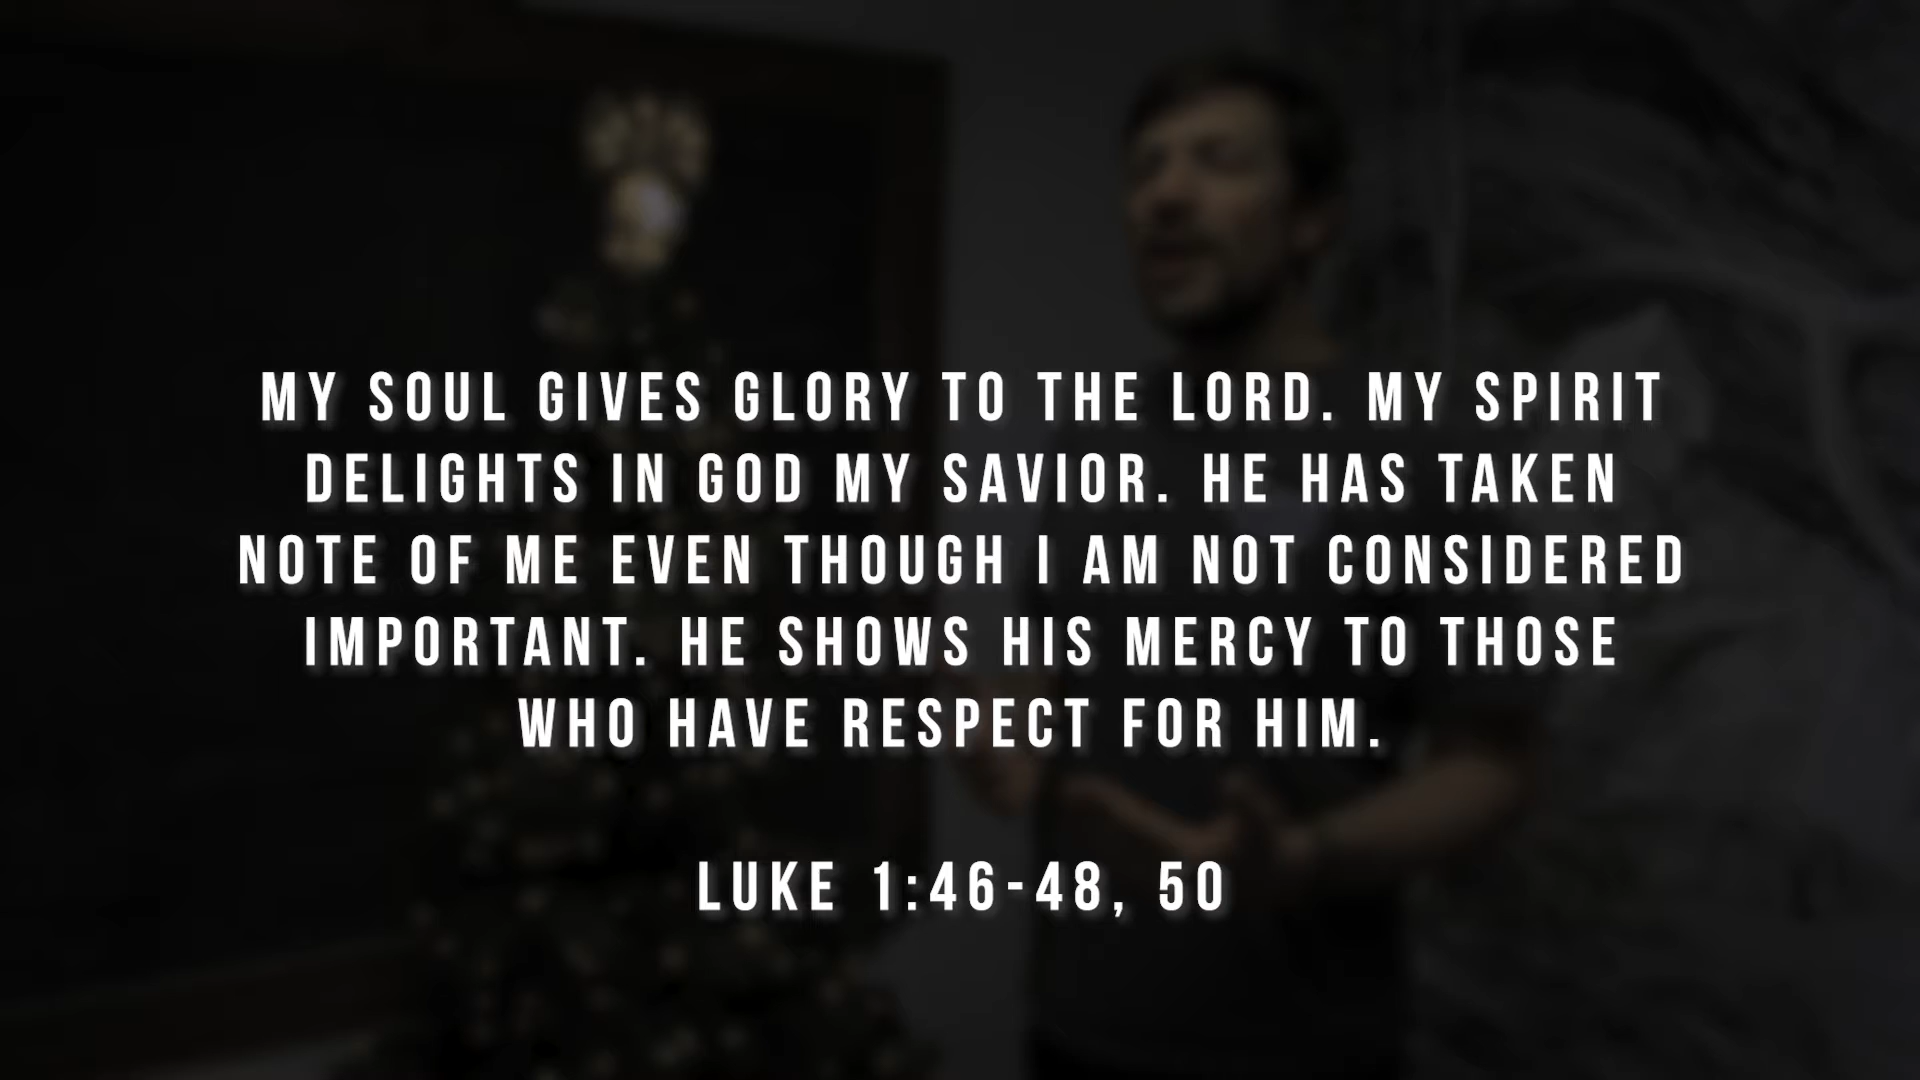 MY SOUL GIVES GLORY TO THE LORD. MY SPIRIT
DELIGHTS IN GOD MY SAVIOR. HE HAS TAKEN
NOTE OF ME EVEN THOUGH I AM NOT CONSIDERED
IMPORTANT. HE SHOWS HIS MERCY TO THOSE
WHO HAVE RESPECT FOR HIM.
LUKE 1:46-48, 50